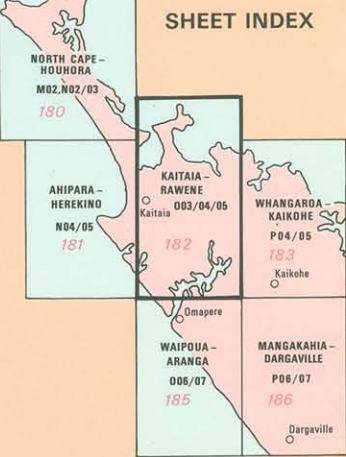 SHEET INDEX
NORTH CAPE –
HOUHORA
M02,N02/03
180
AHIPARA –
HEREKINO
N04/05
181
KAITAIA –
RAWENE
O03/04/05
Kaitaia
182
WHANGAROA –
KAIKOHE
P04/05
183
Kaikohe
Omapere
WAIPOUA –
ARANGA
O06/07
185
MANGAKAHIA –
DARGAVILLE
P06/07
186
Dargaville